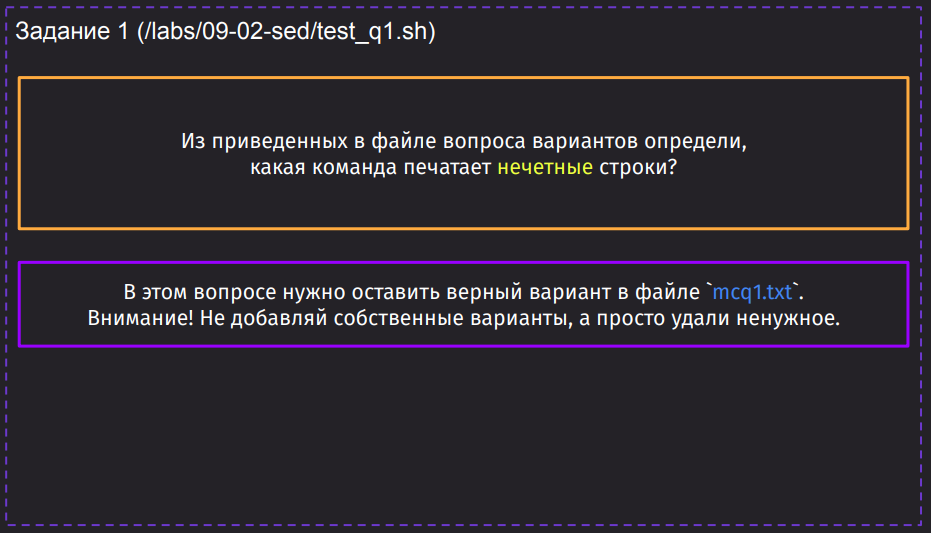 Задание 1 (/labs/09-02-sed/test_q1.sh)
Из приведенных в файле вопроса вариантов определи,
какая команда печатает нечетные строки?
В этом вопросе нужно оставить верный вариант в файле `mcq1.txt`.
Внимание! Не добавляй собственные варианты, а просто удали ненужное.